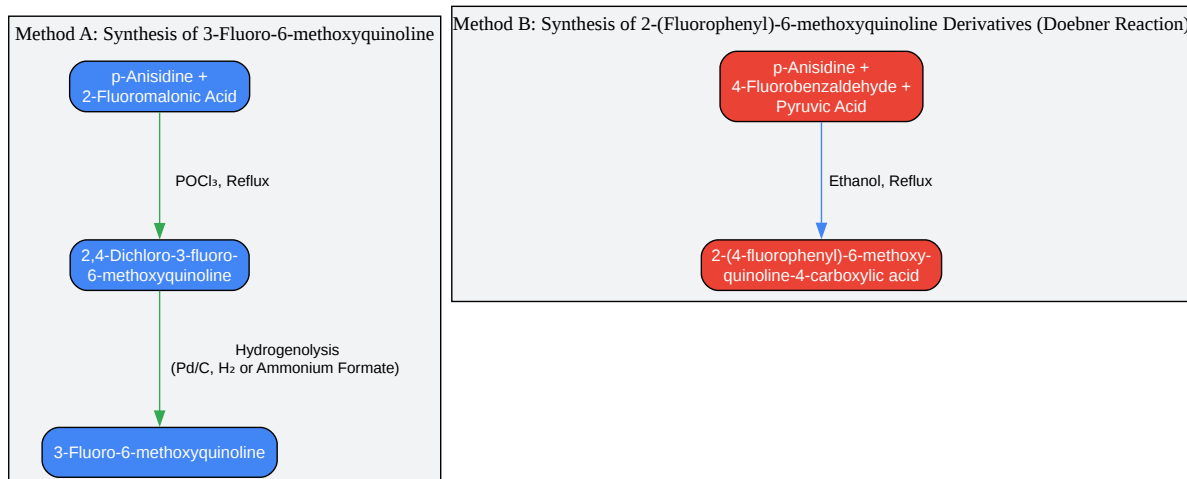 Method A: Synthesis of 3-Fluoro-6-methoxyquinoline
p-Anisidine +
2-Fluoromalonic Acid
POCl₃, Reflux
2,4-Dichloro-3-fluoro-
6-methoxyquinoline
Hydrogenolysis
(Pd/C, H₂ or Ammonium Formate)
3-Fluoro-6-methoxyquinoline
Method B: Synthesis of 2-(Fluorophenyl)-6-methoxyquinoline Derivatives (Doebner Reaction)
p-Anisidine +
4-Fluorobenzaldehyde +
Pyruvic Acid
Ethanol, Reflux
2-(4-fluorophenyl)-6-methoxy-
quinoline-4-carboxylic acid